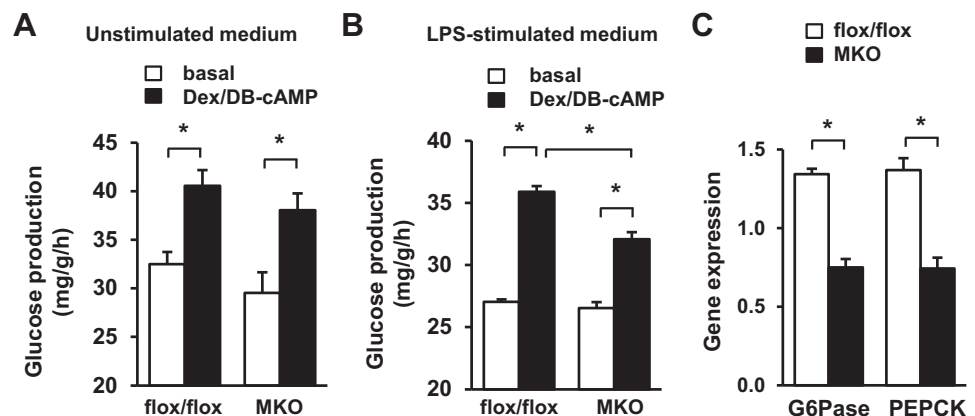 A
Unstimulated medium
basal
Dex/DB-cAMP
Glucose production
(mg/g/h)
45
40
35
30
25
20
*
*
flox/flox
MKO
B
LPS-stimulated medium
basal
Dex/DB-cAMP
Glucose production
(mg/g/h)
40
35
30
25
20
*
*
*
flox/flox
MKO
C
flox/flox
MKO
Gene expression
1.5
1.0
0.5
0.0
*
*
G6Pase
PEPCK